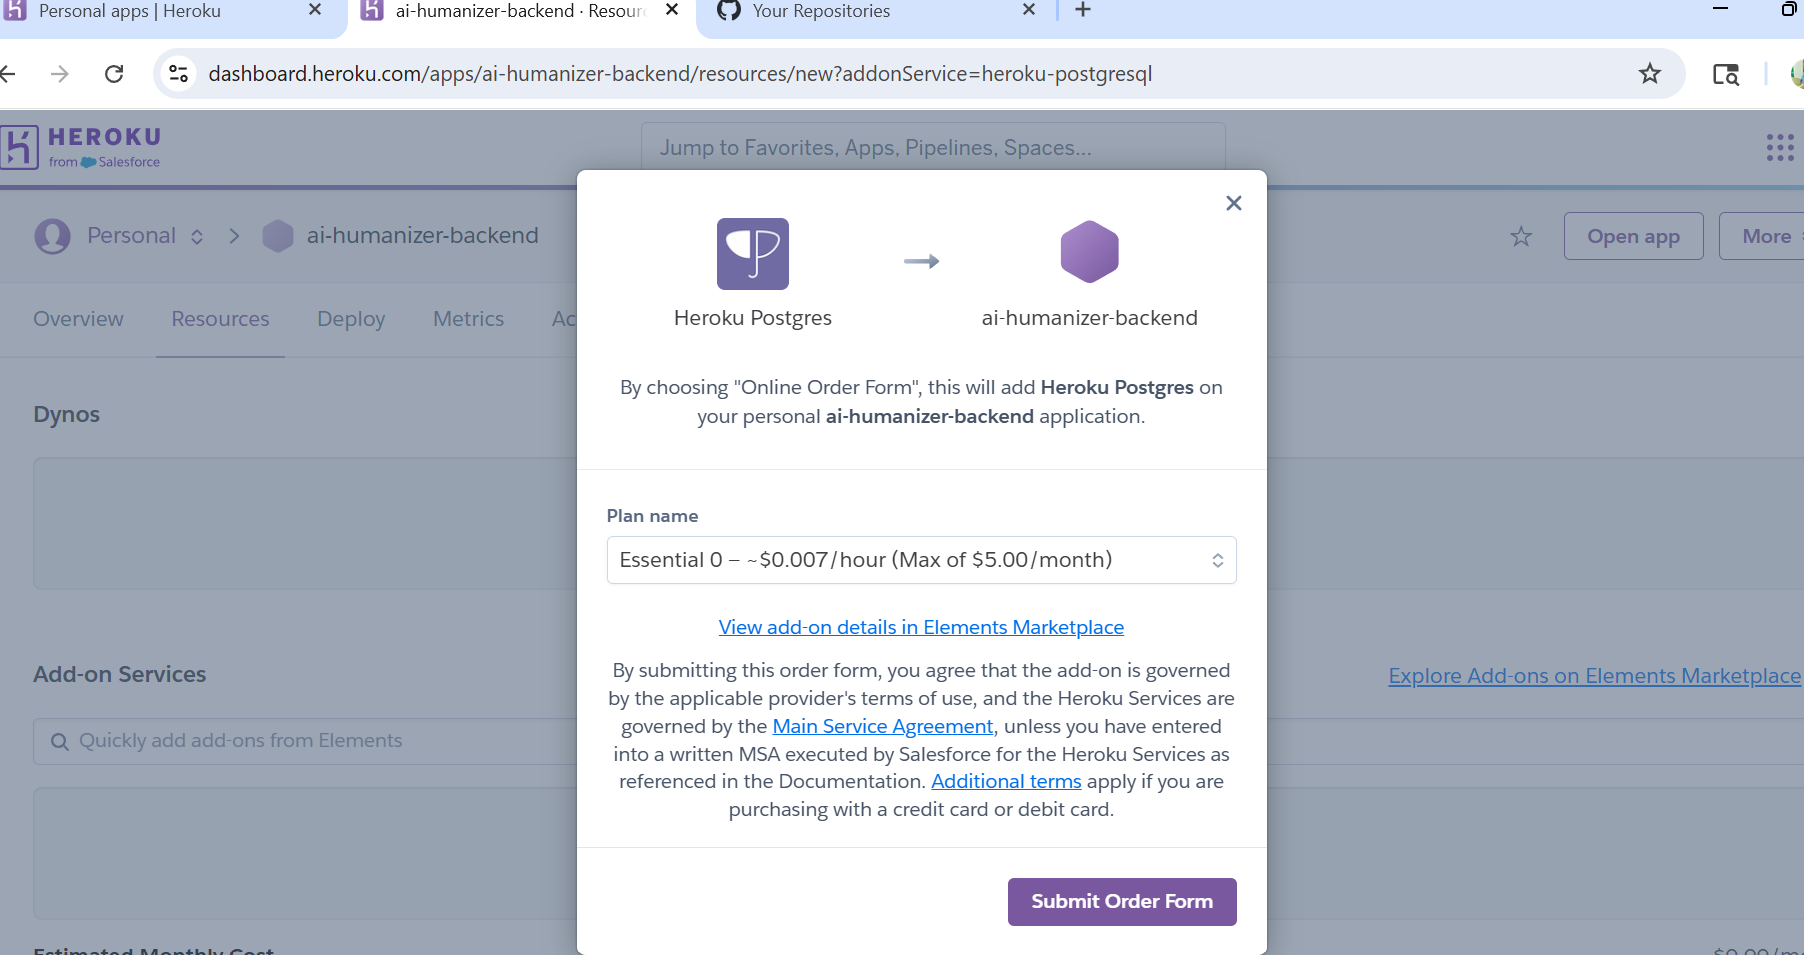 Personal apps | Heroku
ai-humanizer-backend · Resour
Your Repositories
dashboard.heroku.com/apps/ai-humanizer-backend/resources/new?addonService=heroku-postgresql
HEROKU
from Salesforce
Jump to Favorites, Apps, Pipelines, Spaces...
Personal
ai-humanizer-backend
Open app
More
Overview
Resources
Deploy
Metrics
Ac
Heroku Postgres
ai-humanizer-backend
By choosing "Online Order Form", this will add Heroku Postgres on
your personal ai-humanizer-backend application.
Dynos
Plan name
Essential 0 – ~$0.007/hour (Max of $5.00/month)
View add-on details in Elements Marketplace
By submitting this order form, you agree that the add-on is governed
by the applicable provider's terms of use, and the Heroku Services are
governed by the Main Service Agreement, unless you have entered
into a written MSA executed by Salesforce for the Heroku Services as
referenced in the Documentation. Additional terms apply if you are
purchasing with a credit card or debit card.
Add-on Services
Explore Add-ons on Elements Marketplace
Quickly add add-ons from Elements
Submit Order Form
Estimated Monthly Cost